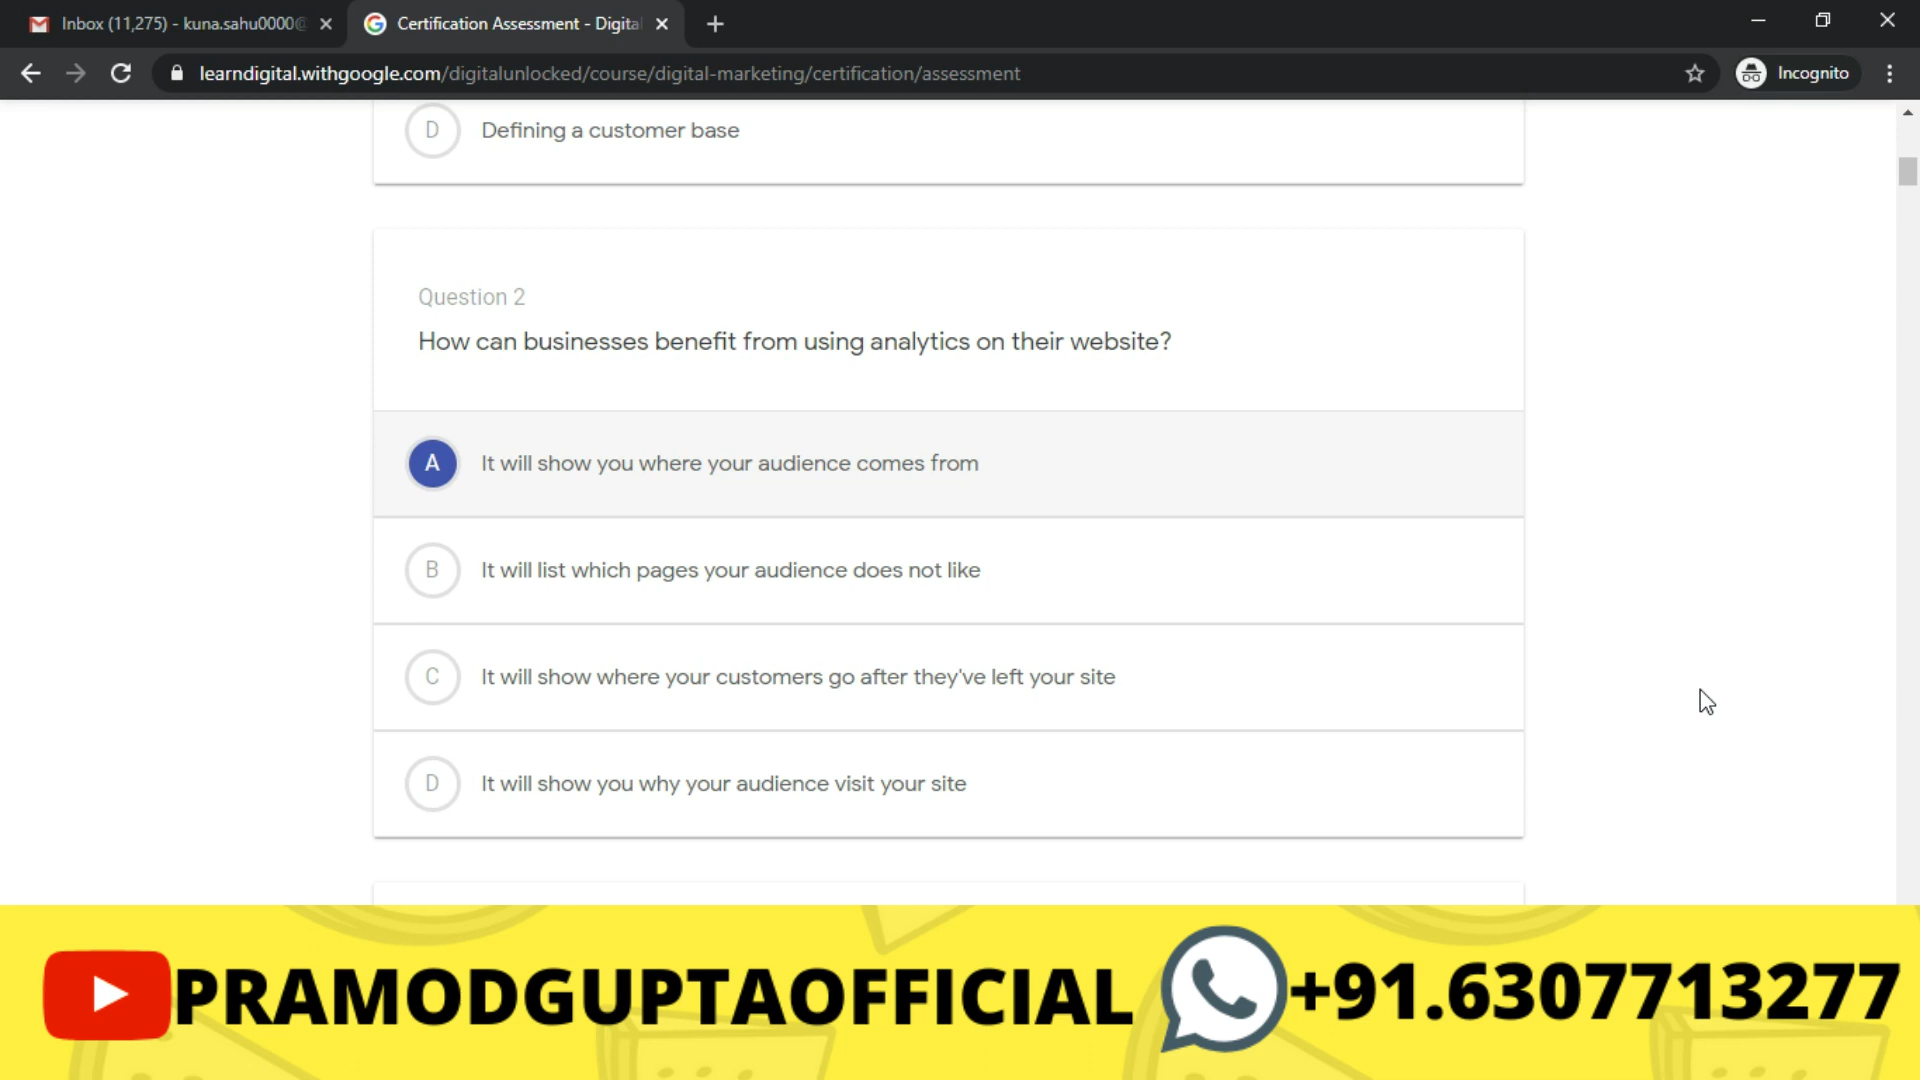 Inbox (11,275) - kuna.sahu0000@
Certification Assessment - Digital
learndigital.withgoogle.com/digitalunlocked/course/digital-marketing/certification/assessment
Incognito
D Defining a customer base
Question 2
How can businesses benefit from using analytics on their website?
A It will show you where your audience comes from
B It will list which pages your audience does not like
C It will show where your customers go after they've left your site
D It will show you why your audience visit your site
PRAMODGUPTAOFFICIAL +91.6307713277